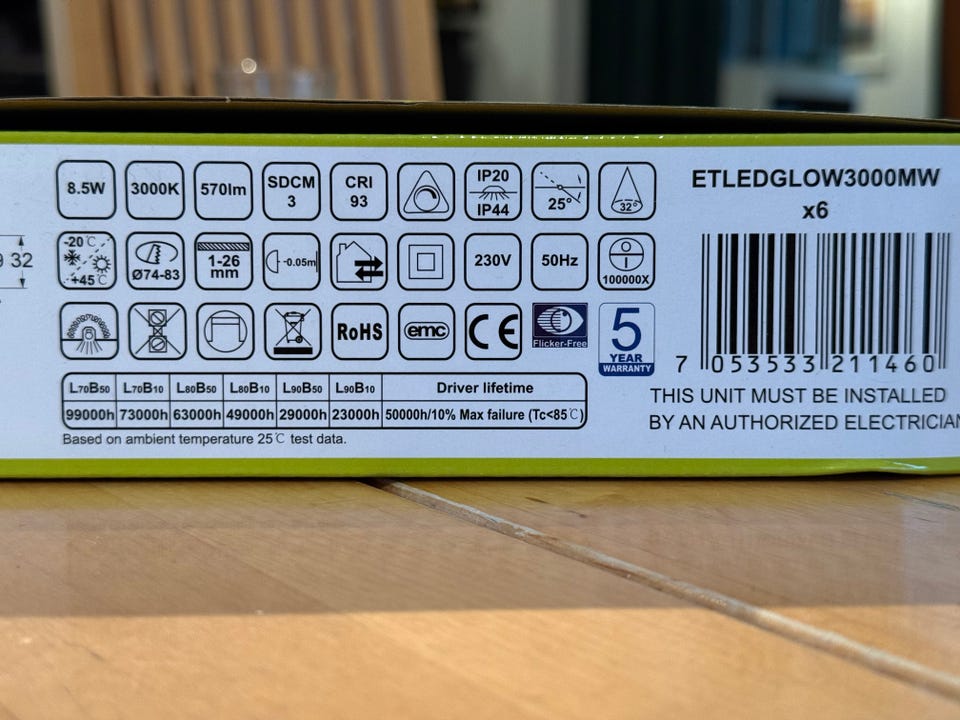 8.5W 3000K 570lm SDCM 3 CRI 93 IP20 IP44 25° 32°
-20℃ +45℃ Ø74-83 1-26 mm -0.05m 230V 50Hz 100000X
32
RoHS emc CE Flicker-Free 5 YEAR WARRANTY
L70B50 L70B10 L80B50 L80B10 L90B50 L90B10 Driver lifetime
99000h 73000h 63000h 49000h 29000h 23000h 50000h/10% Max failure (Tc<85℃)
Based on ambient temperature 25℃ test data.
ETLEDGLOW3000MW
x6
7 053533 211460
THIS UNIT MUST BE INSTALLED
BY AN AUTHORIZED ELECTRICIAN